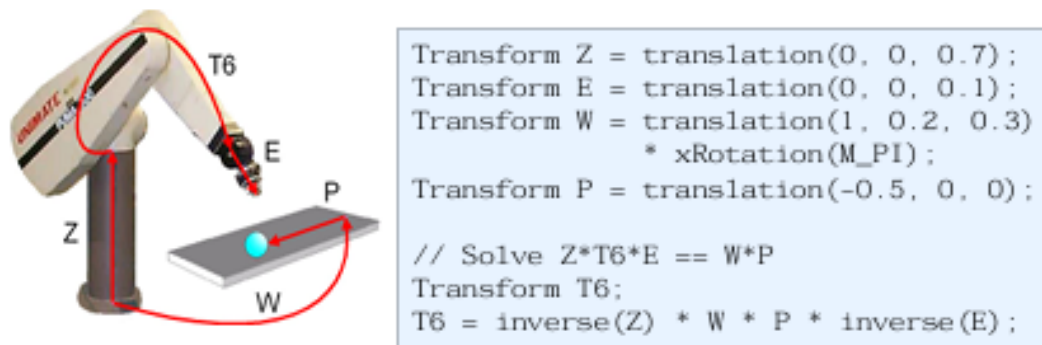 UNIMATE
T6
E
P
Z
W
Transform Z = translation(0, 0, 0.7);
Transform E = translation(0, 0, 0.1);
Transform W = translation(1, 0.2, 0.3)
* xRotation(M_PI);
Transform P = translation(-0.5, 0, 0);
// Solve Z*T6*E == W*P
Transform T6;
T6 = inverse(Z) * W * P * inverse(E);